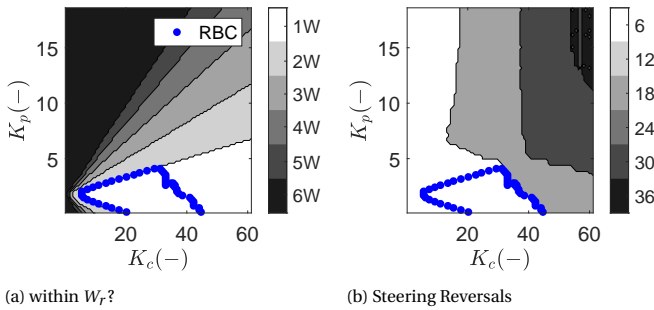 RBC
15
10
5
K_p(−)
20
40
60
K_c(−)
1W
2W
3W
4W
5W
6W
15
10
5
K_p(−)
20
40
60
K_c(−)
6
12
18
24
30
36
(a) within W_r?
(b) Steering Reversals